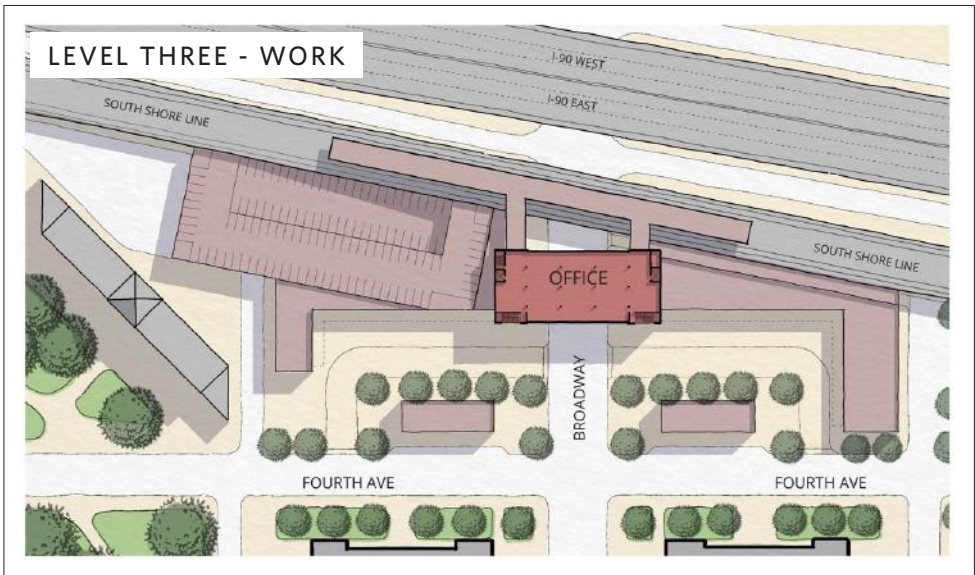 LEVEL THREE - WORK
I-90 WEST
I-90 EAST
SOUTH SHORE LINE
SOUTH SHORE LINE
OFFICE
BROADWAY
FOURTH AVE
FOURTH AVE